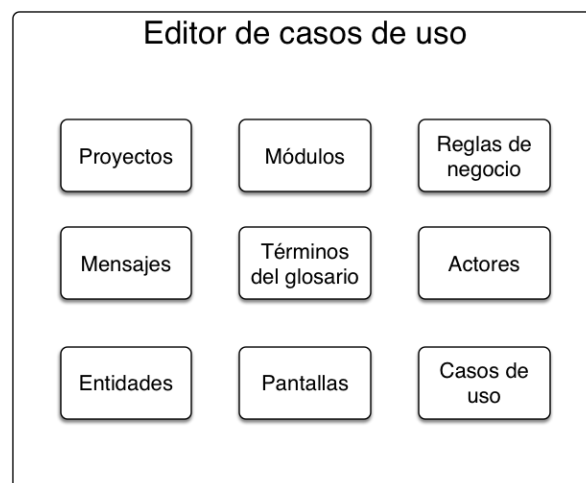 Editor de casos de uso
Proyectos
Módulos
Reglas de
negocio
Mensajes
Términos
del glosario
Actores
Entidades
Pantallas
Casos de
uso